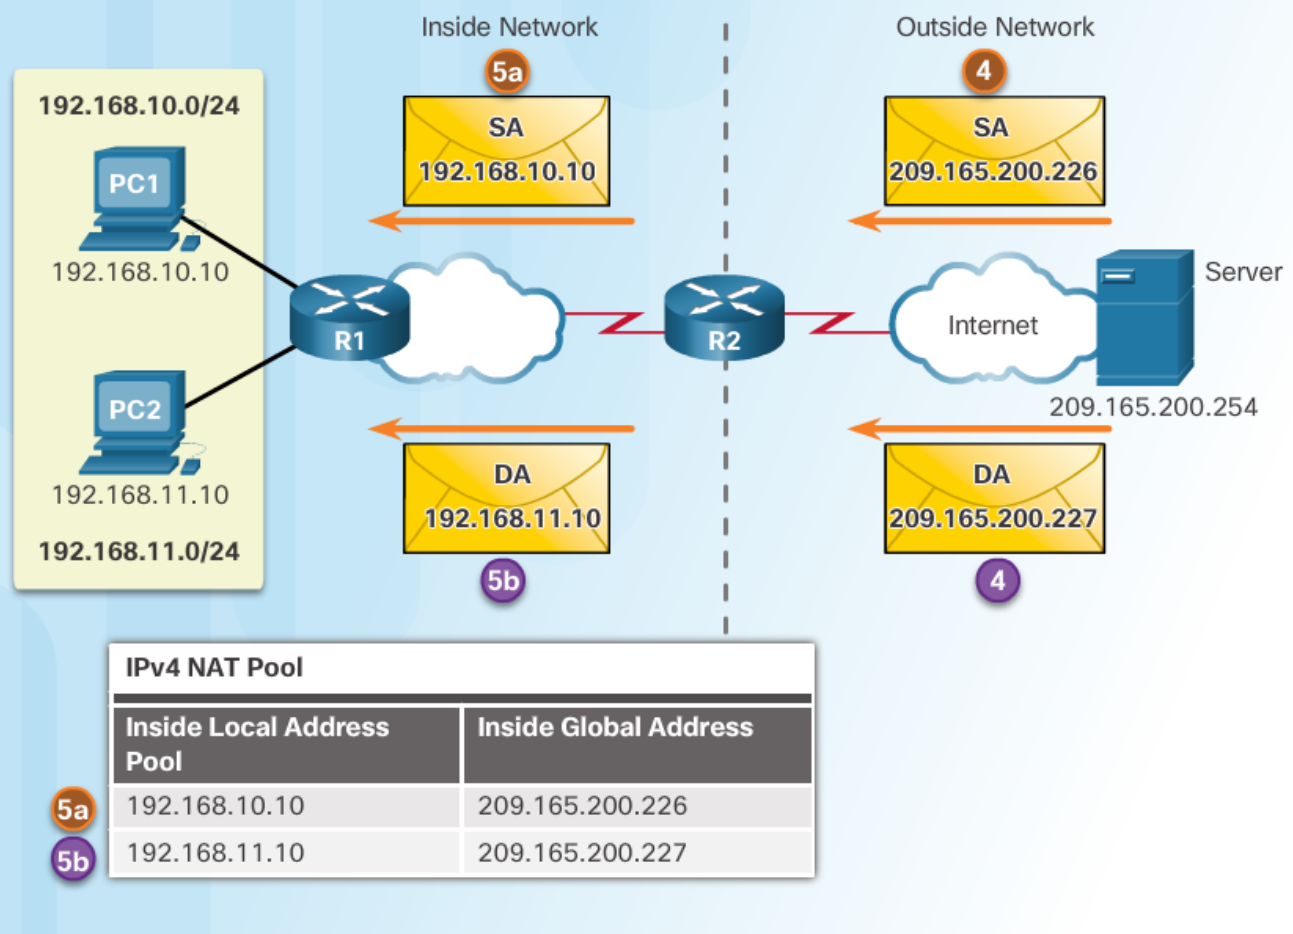 Inside Network
Outside Network
5a
4
192.168.10.0/24
SA
192.168.10.10
SA
209.165.200.226
PC1
192.168.10.10
R1
R2
Internet
Server
209.165.200.254
PC2
192.168.11.10
192.168.11.0/24
DA
192.168.11.10
DA
209.165.200.227
5b
4
IPv4 NAT Pool
Inside Local Address
Pool
Inside Global Address
5a
192.168.10.10
209.165.200.226
5b
192.168.11.10
209.165.200.227